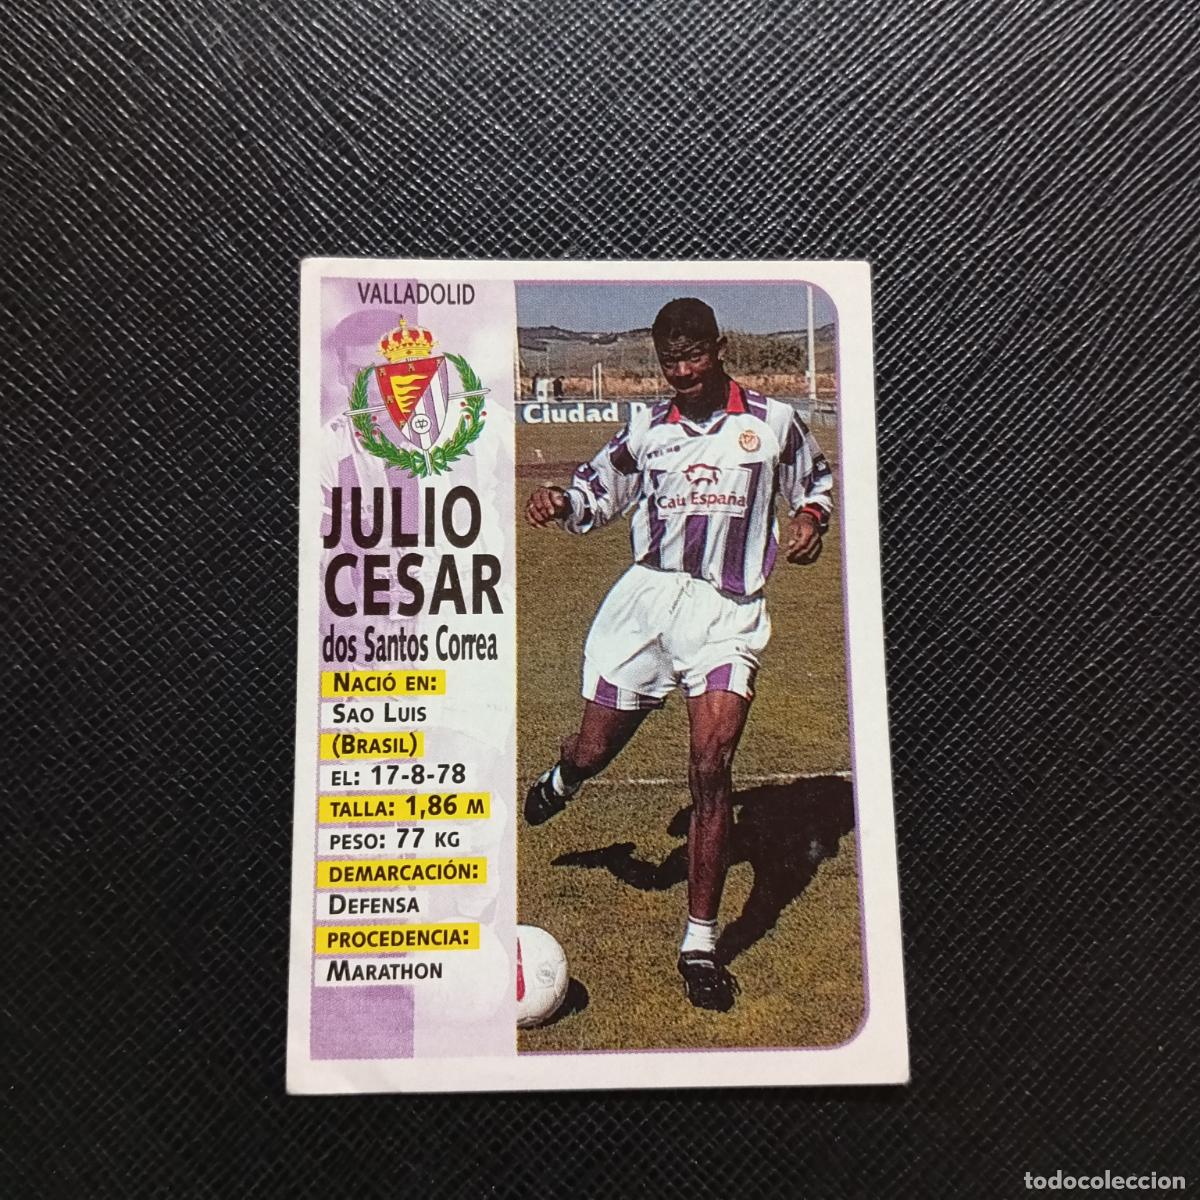 VALLADOLID
JULIO
CESAR
dos Santos Correa
NACIÓ EN:
SAO LUIS
(BRASIL)
EL: 17-8-78
TALLA: 1,86 M
PESO: 77 KG
DEMARCACIÓN:
DEFENSA
PROCEDENCIA:
MARATHON
Ciudad
España
todocoleccion